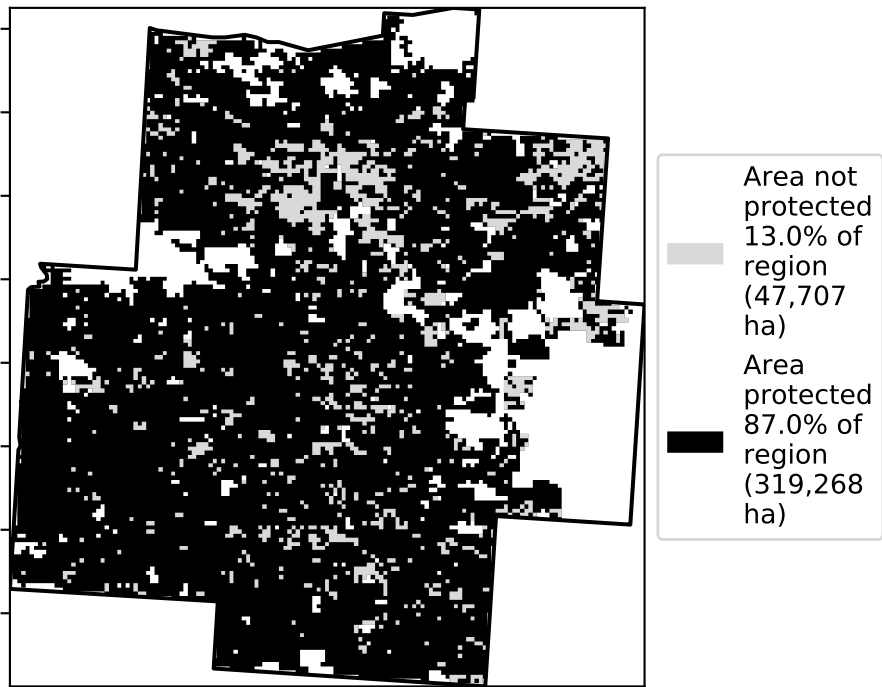 Area not
protected
13.0% of
region
(47,707
ha)
Area
protected
87.0% of
region
(319,268
ha)